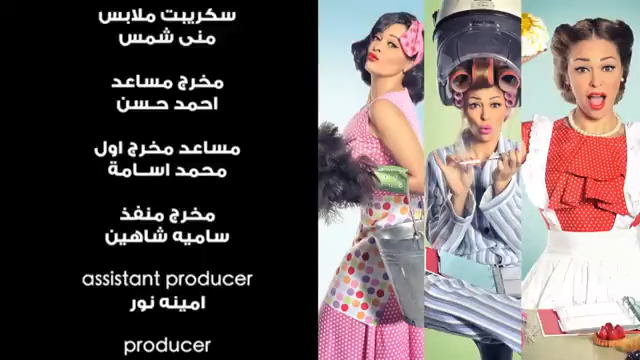 سكريبت ملابس
منى شمس
مخرج مساعد
احمد حسن
مساعد مخرج اول
محمد اسامة
مخرج منفذ
ساميه شاهين
assistant producer
امينه نور
producer